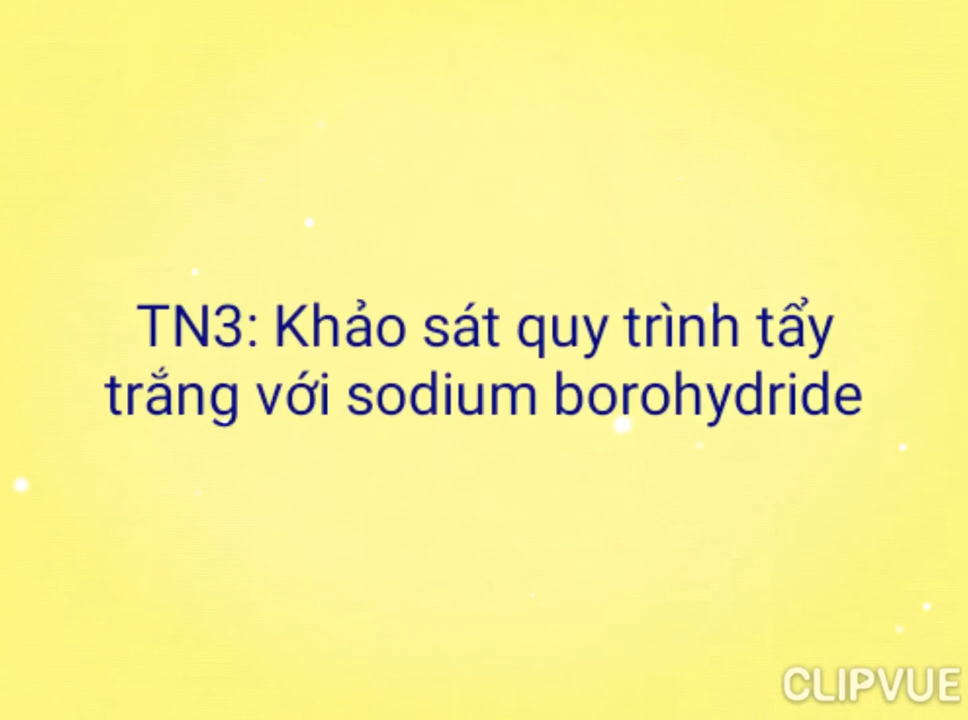 TN3: Khảo sát quy trình tẩy
trắng với sodium borohydride
CLIPVUE